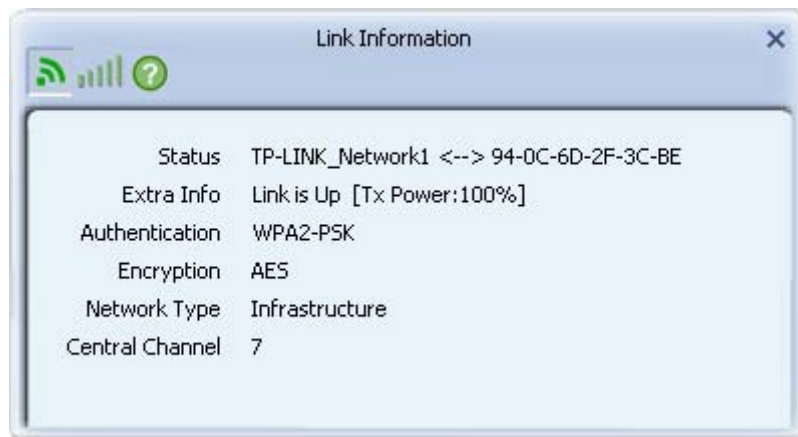 Link Information
Status TP-LINK_Network1 <--> 94-0C-6D-2F-3C-BE
Extra Info Link is Up [Tx Power:100%]
Authentication WPA2-PSK
Encryption AES
Network Type Infrastructure
Central Channel 7